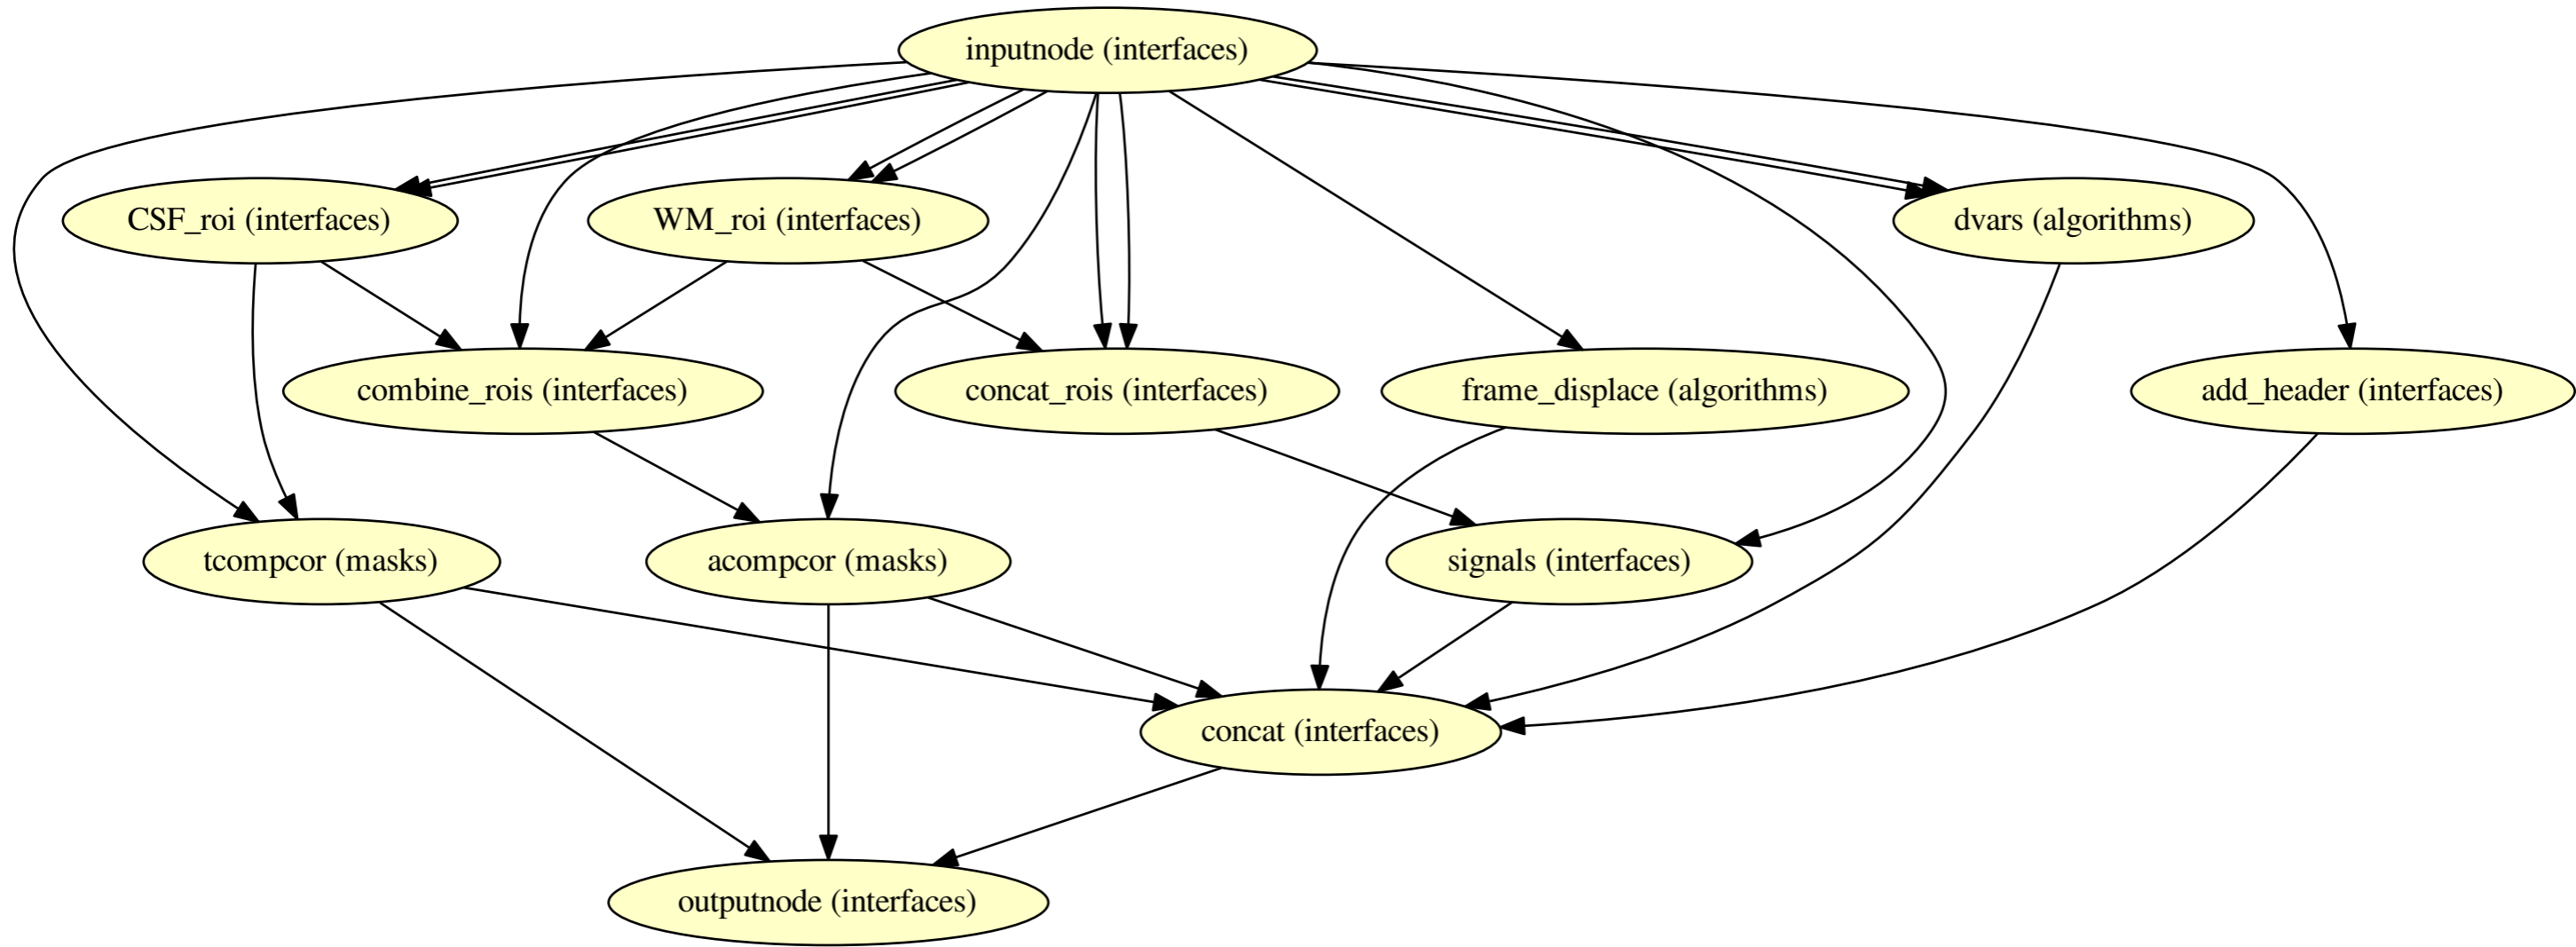 inputnode (interfaces)
CSF_roi (interfaces)
WM_roi (interfaces)
dvars (algorithms)
combine_rois (interfaces)
concat_rois (interfaces)
frame_displace (algorithms)
add_header (interfaces)
tcompcor (masks)
acompcor (masks)
signals (interfaces)
concat (interfaces)
outputnode (interfaces)